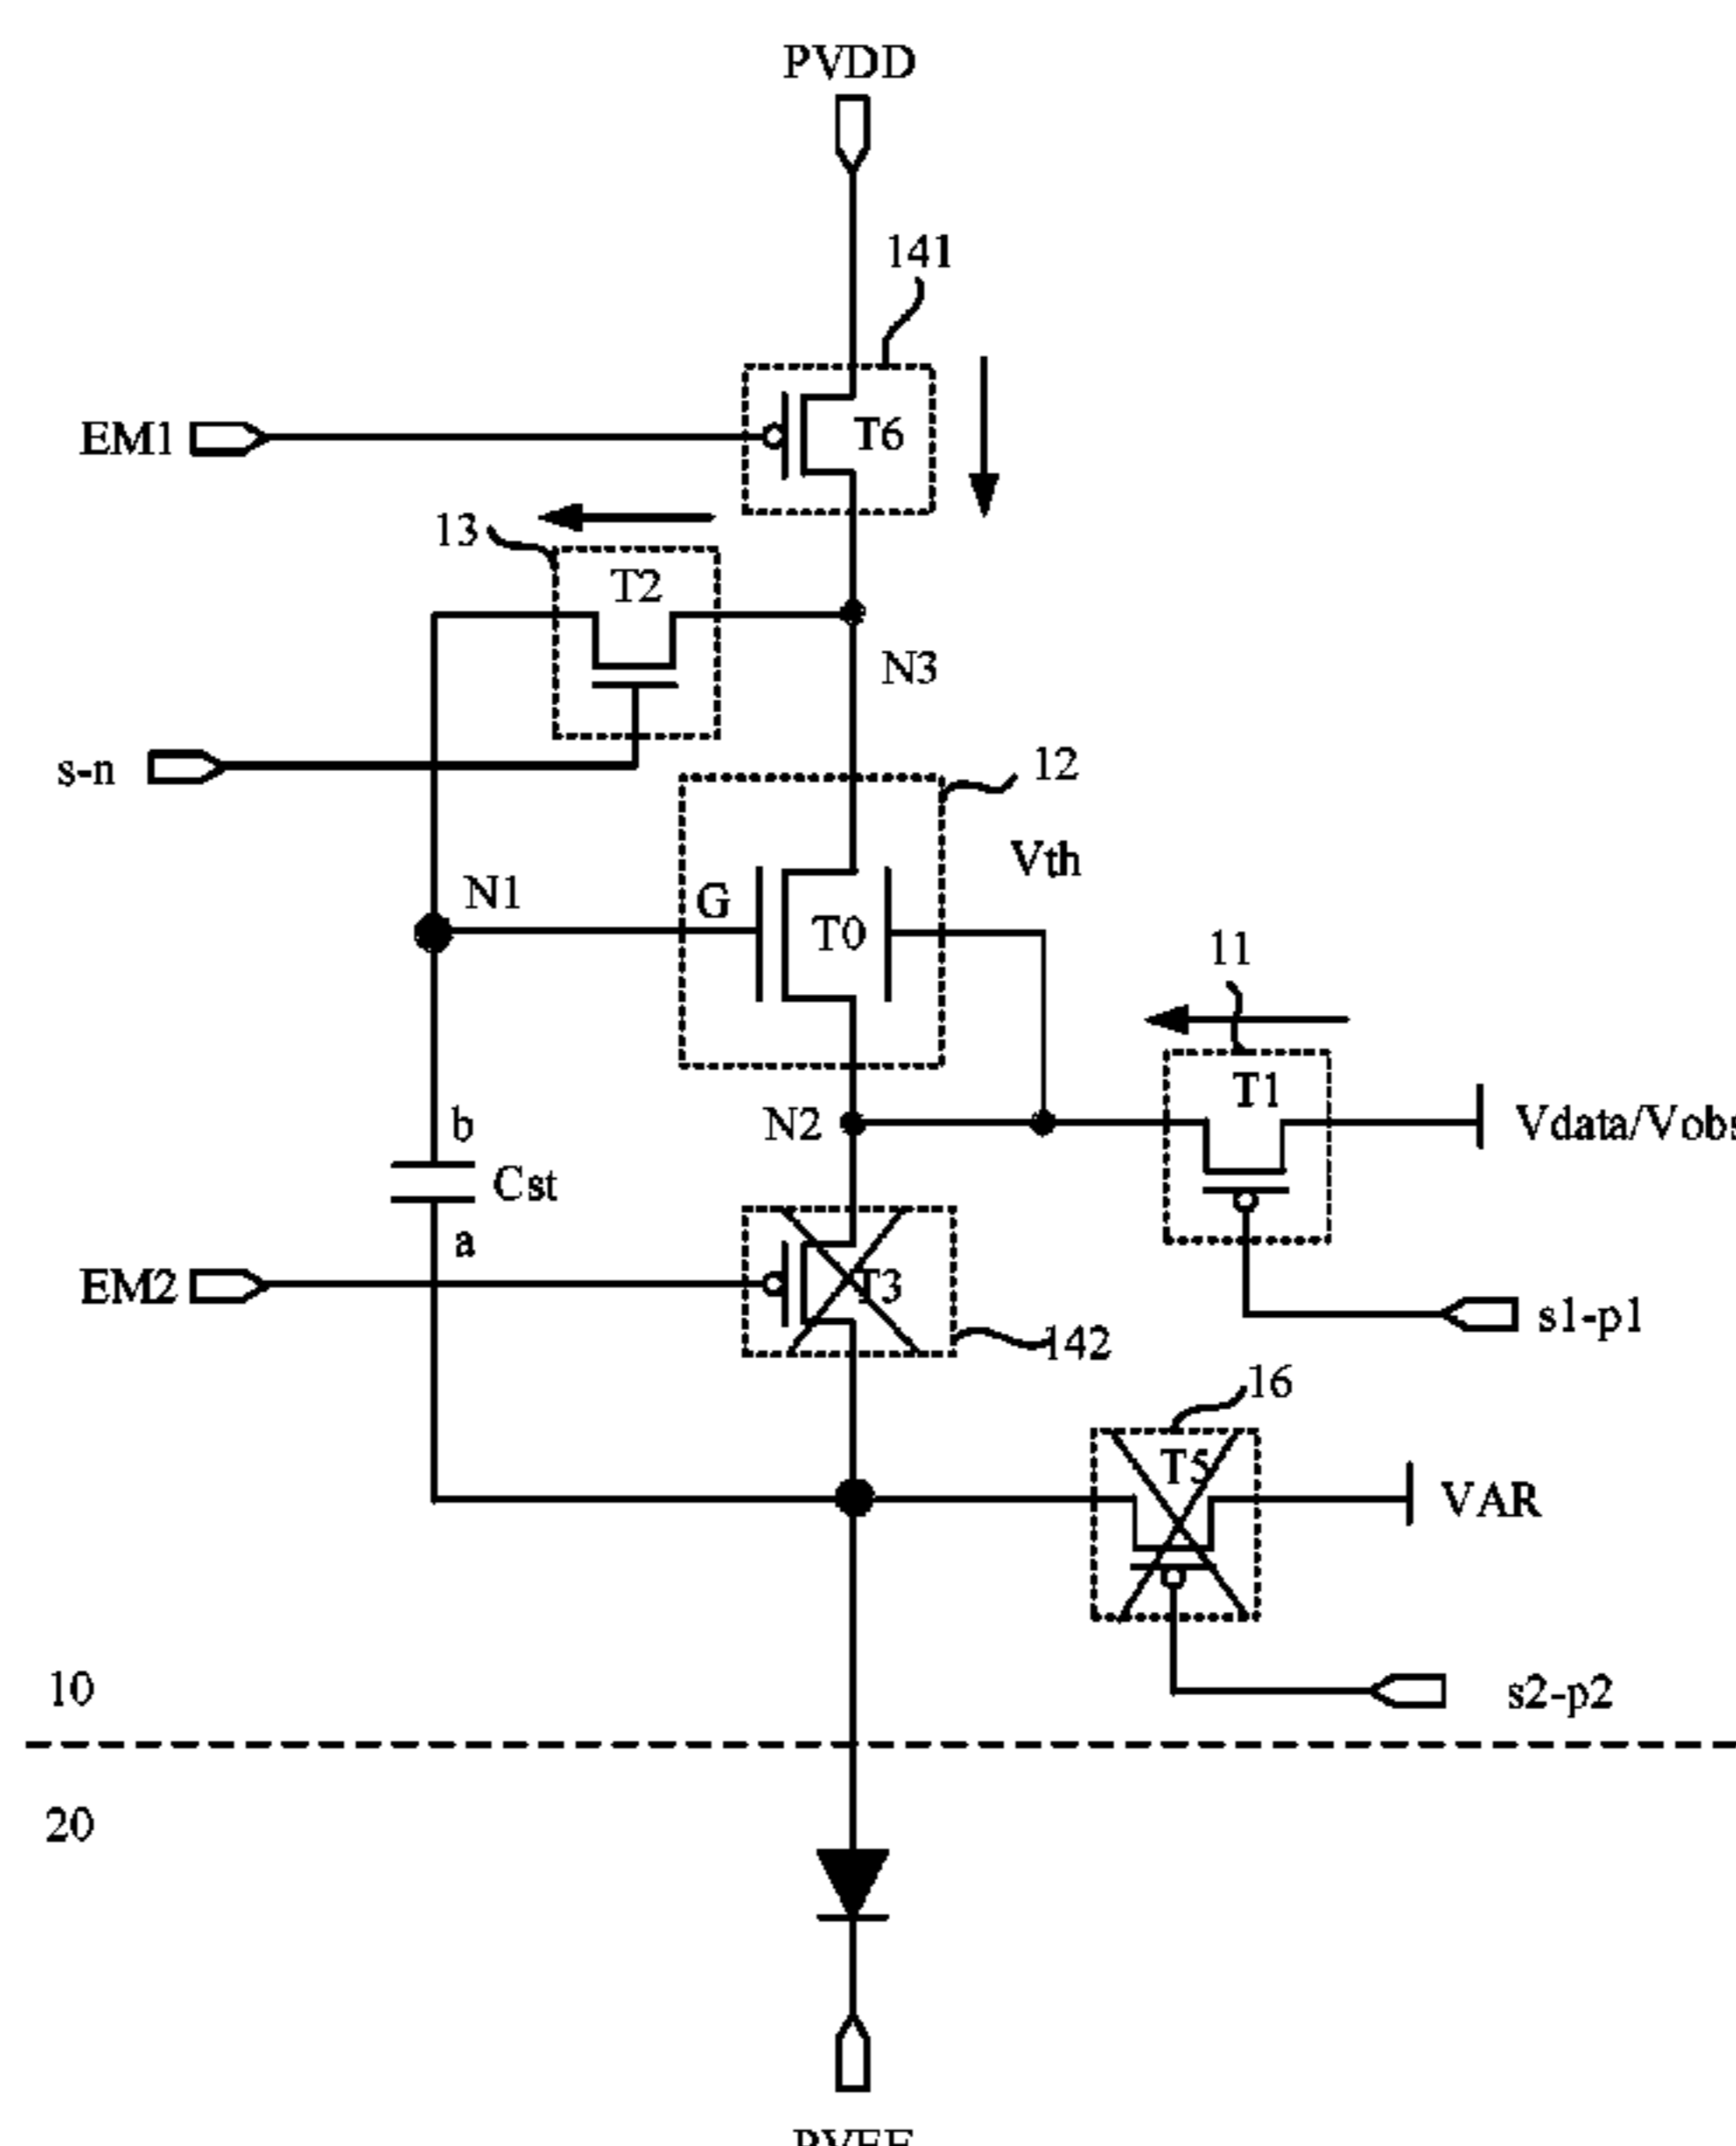 PVDD
141
EM1
T6
13
T2
N3
s-n
12
Vth
N1
G
T0
11
T1
b
N2
Vdata/Vobs
Cst
a
EM2
T3
s1-p1
142
16
T5
VAR
10
s2-p2
20
PVEE